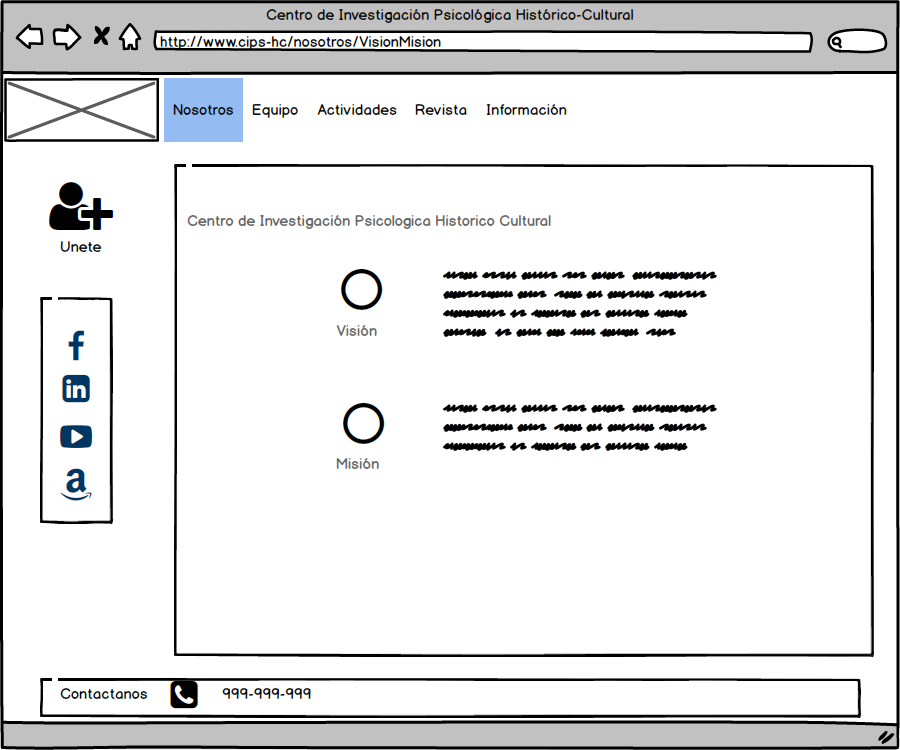 Centro de Investigación Psicológica Histórico-Cultural
http://www.cips-hc/nosotros/VisionMision
Nosotros Equipo Actividades Revista Información
Unete
Centro de Investigación Psicologica Historico Cultural
Visión
Misión
Contactanos 999-999-999